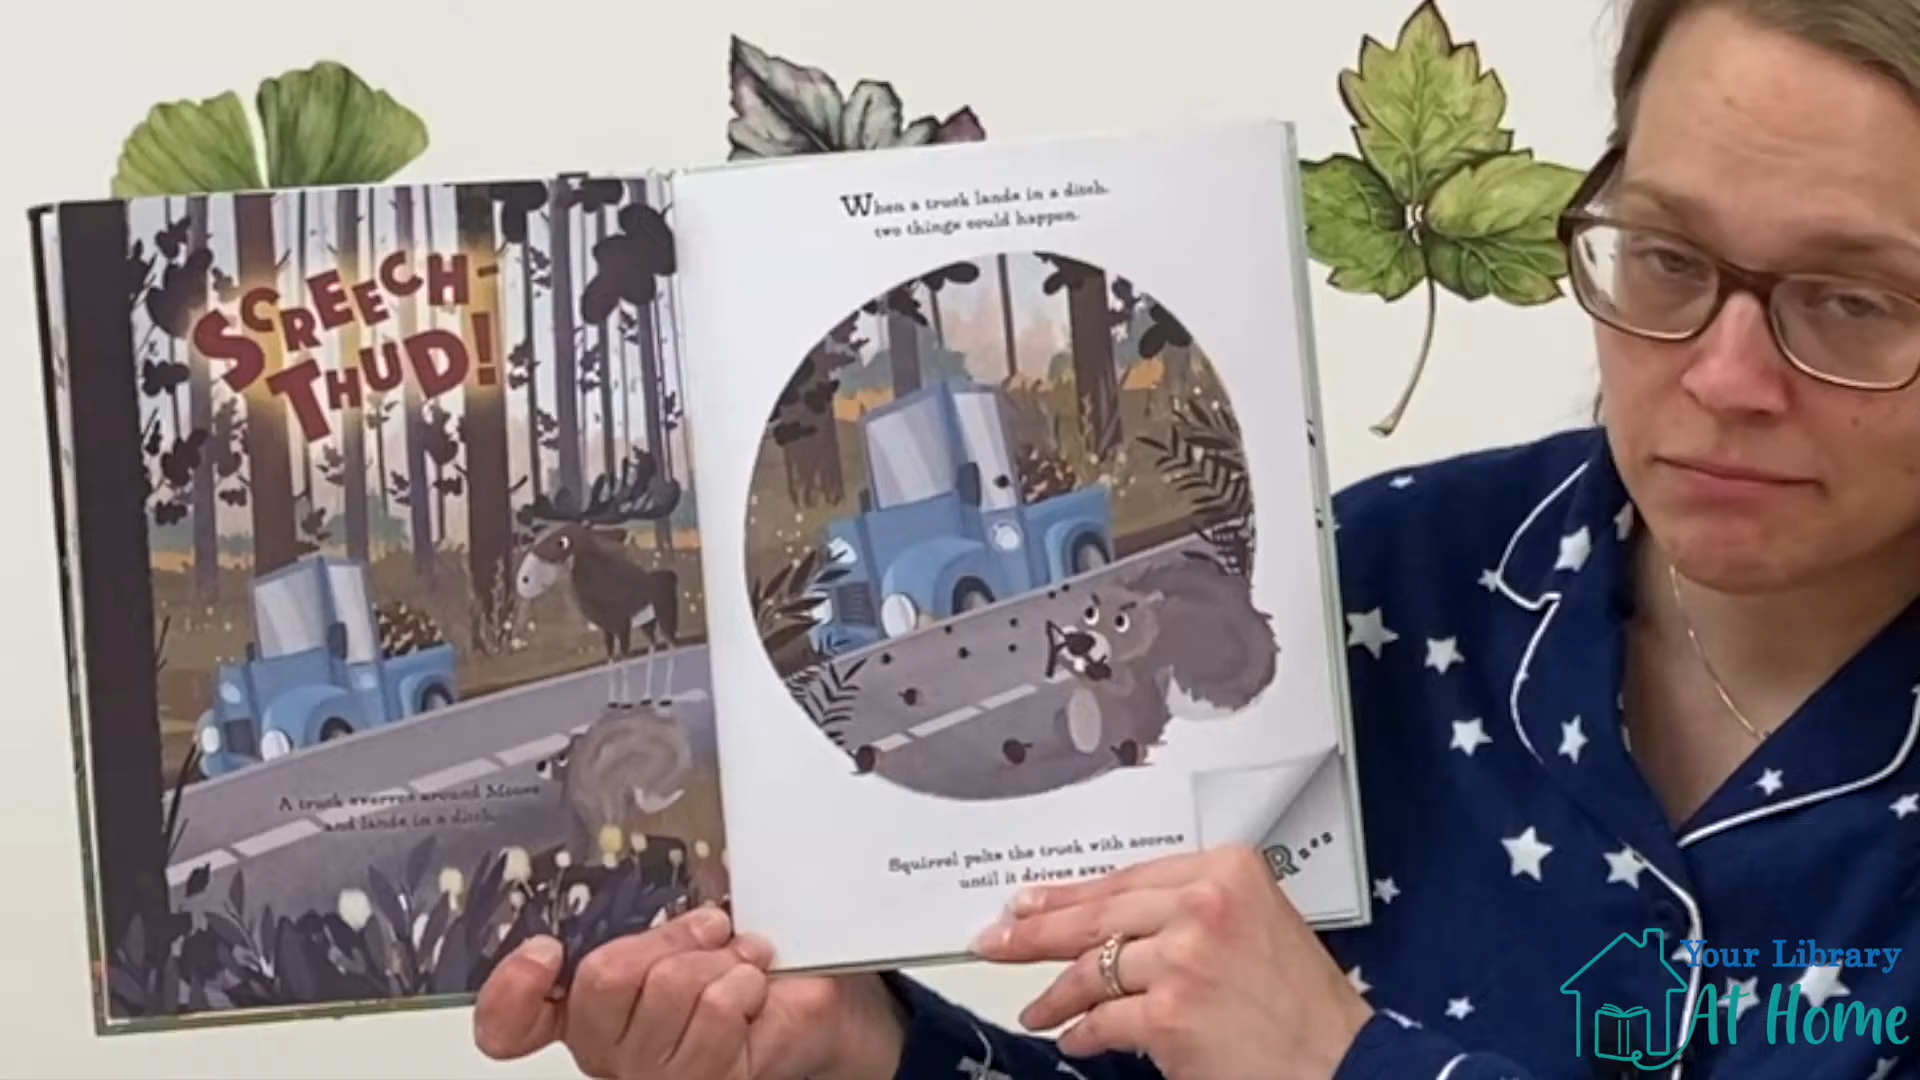 SCREECH-
THUD!
A truck swerves around Moose
and lands in a ditch.
When a truck lands in a ditch,
two things could happen.
Squirrel pelts the truck with acorns
until it drives away.
R...
Your Library
At Home